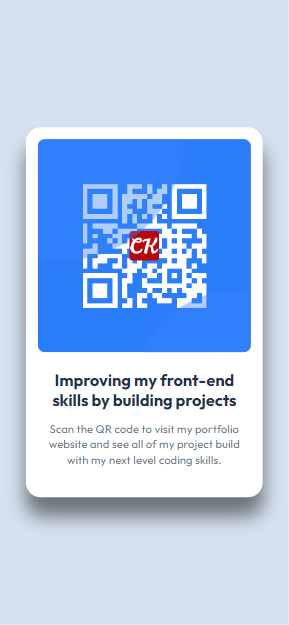 CK
Improving my front-end
skills by building projects
Scan the QR code to visit my portfolio
website and see all of my project build
with my next level coding skills.